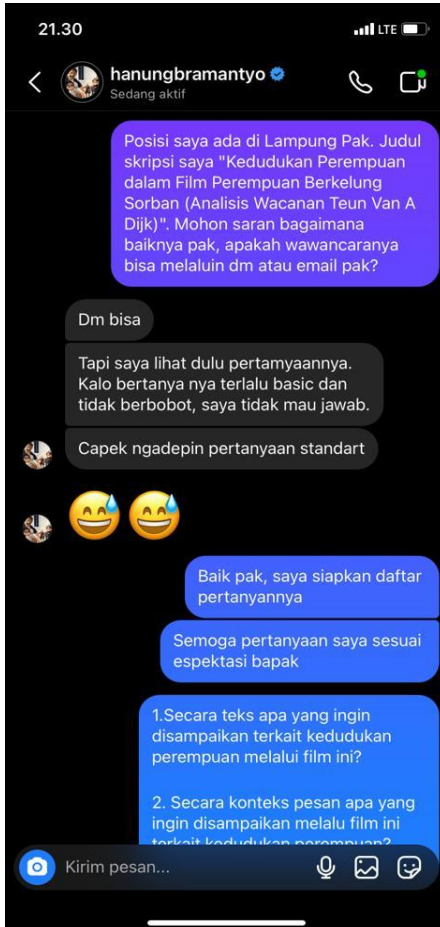 21.30
LTE
hanungbramantyo
Sedang aktif
Posisi saya ada di Lampung Pak. Judul
skripsi saya "Kedudukan Perempuan
dalam Film Perempuan Berkelung
Sorban (Analisis Wacanan Teun Van A
Dijk)". Mohon saran bagaimana
baiknya pak, apakah wawancaranya
bisa melaluin dm atau email pak?
Dm bisa
Tapi saya lihat dulu pertamyaannya.
Kalo bertanya nya terlalu basic dan
tidak berbobot, saya tidak mau jawab.
Capek ngadepin pertanyaan standart
Baik pak, saya siapkan daftar
pertanyannya
Semoga pertanyaan saya sesuai
espektasi bapak
1.Secara teks apa yang ingin
disampaikan terkait kedudukan
perempuan melalui film ini?
2. Secara konteks pesan apa yang
ingin disampaikan melalu film ini
terkait kedudukan perempuan?
Kirim pesan...